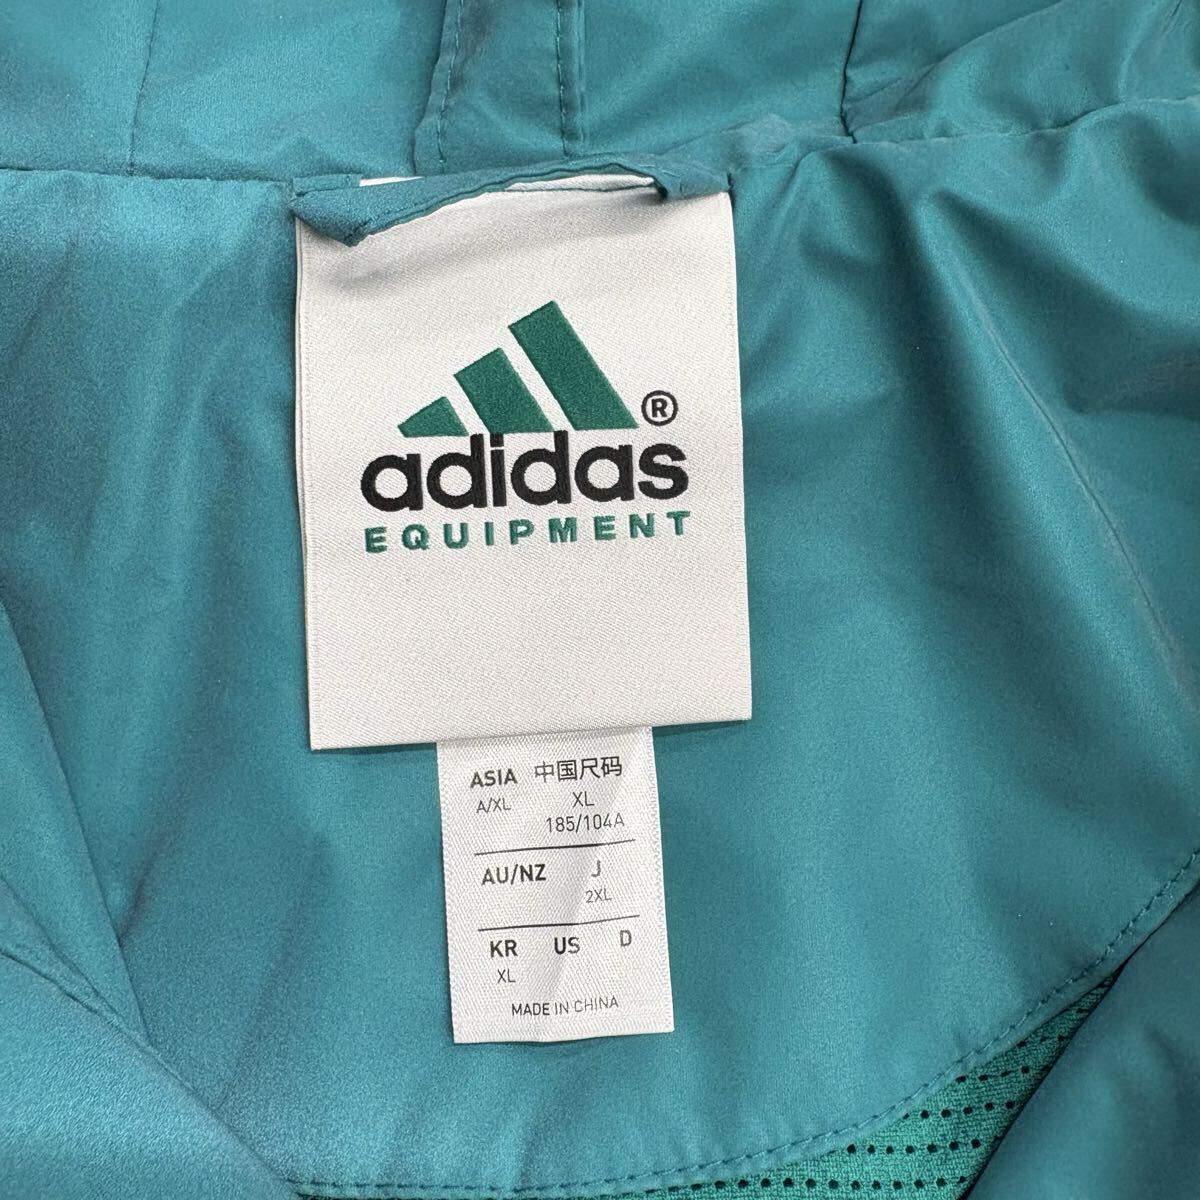 ®
adidas
EQUIPMENT
ASIA 中国尺码
A/XL XL
185/104A
AU/NZ J
2XL
KR US D
XL
MADE IN CHINA